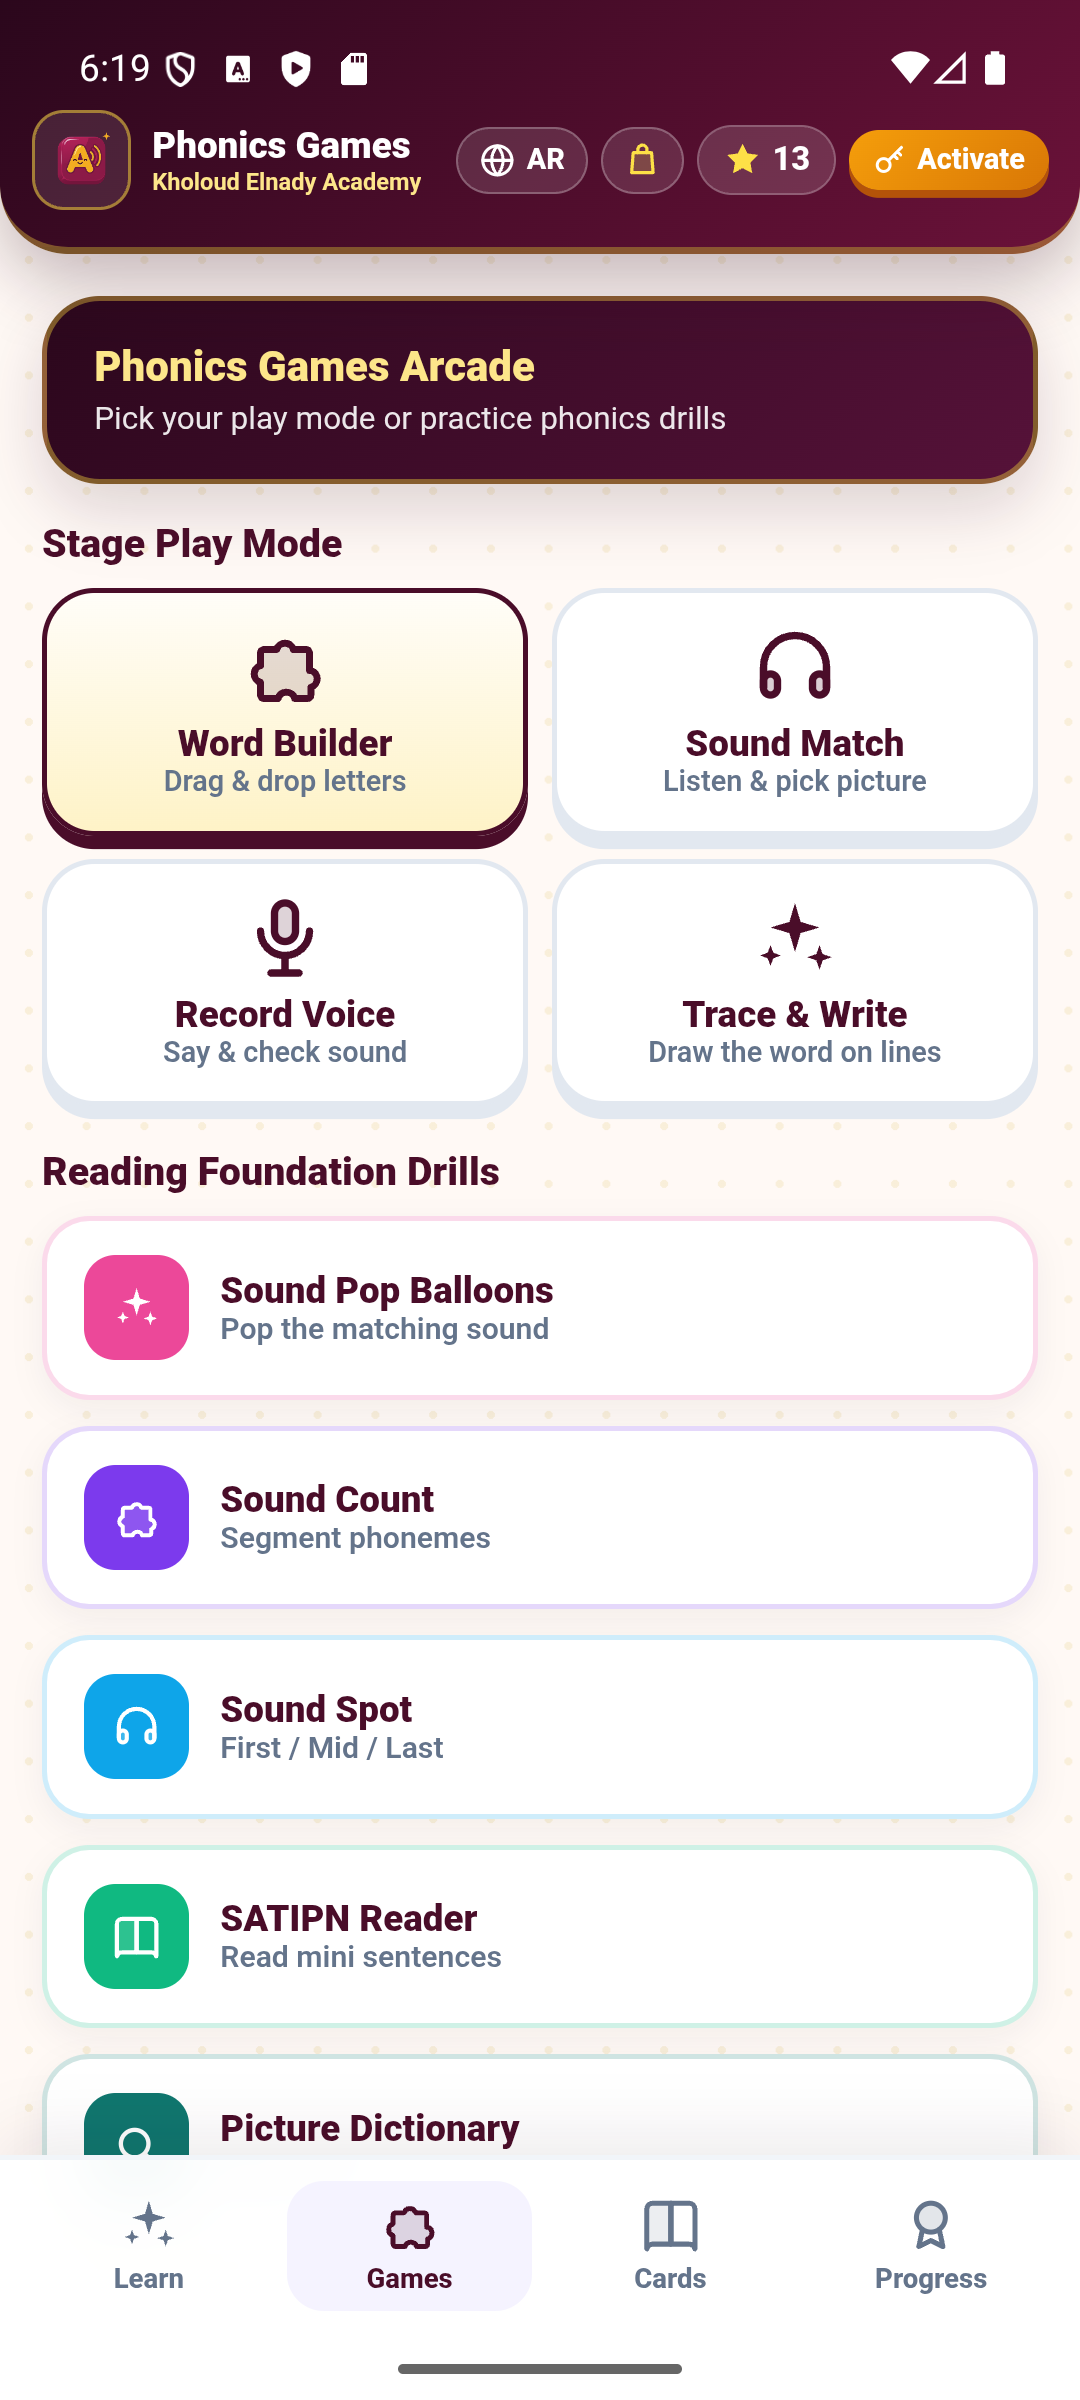 6:19
Phonics Games
Kholoud Elnady Academy
AR
13
Activate
Phonics Games Arcade
Pick your play mode or practice phonics drills
Stage Play Mode
Word Builder
Drag & drop letters
Sound Match
Listen & pick picture
Record Voice
Say & check sound
Trace & Write
Draw the word on lines
Reading Foundation Drills
Sound Pop Balloons
Pop the matching sound
Sound Count
Segment phonemes
Sound Spot
First / Mid / Last
SATIPN Reader
Read mini sentences
Picture Dictionary
Learn
Games
Cards
Progress